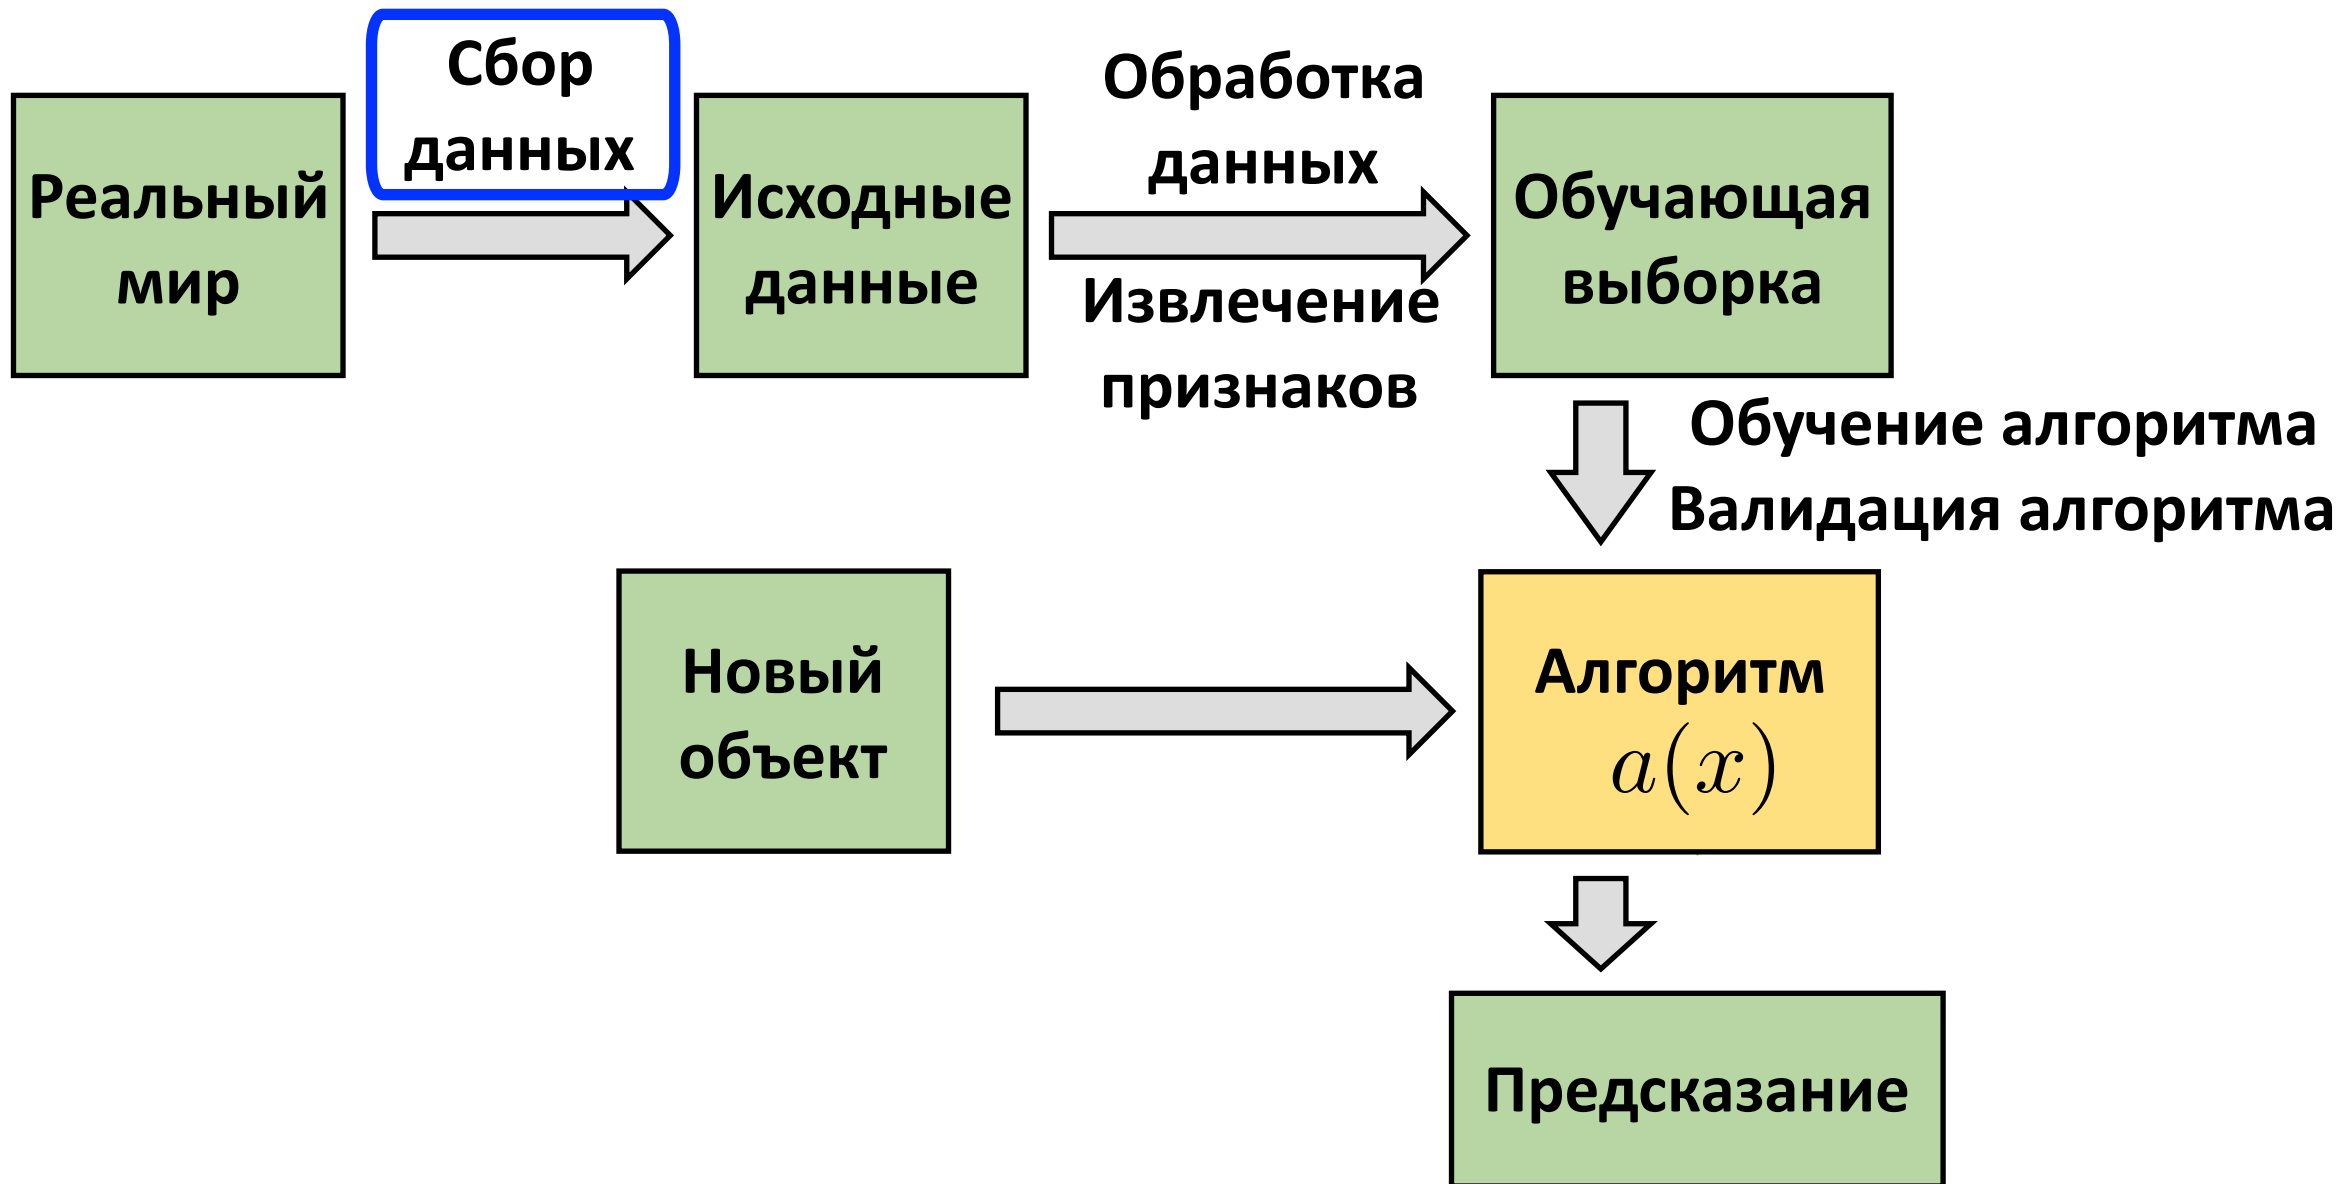 Сбор
данных
Реальный
мир
Исходные
данные
Обработка
данных
Извлечение
признаков
Обучающая
выборка
Обучение алгоритма
Валидация алгоритма
Новый
объект
Алгоритм
a(x)
Предсказание